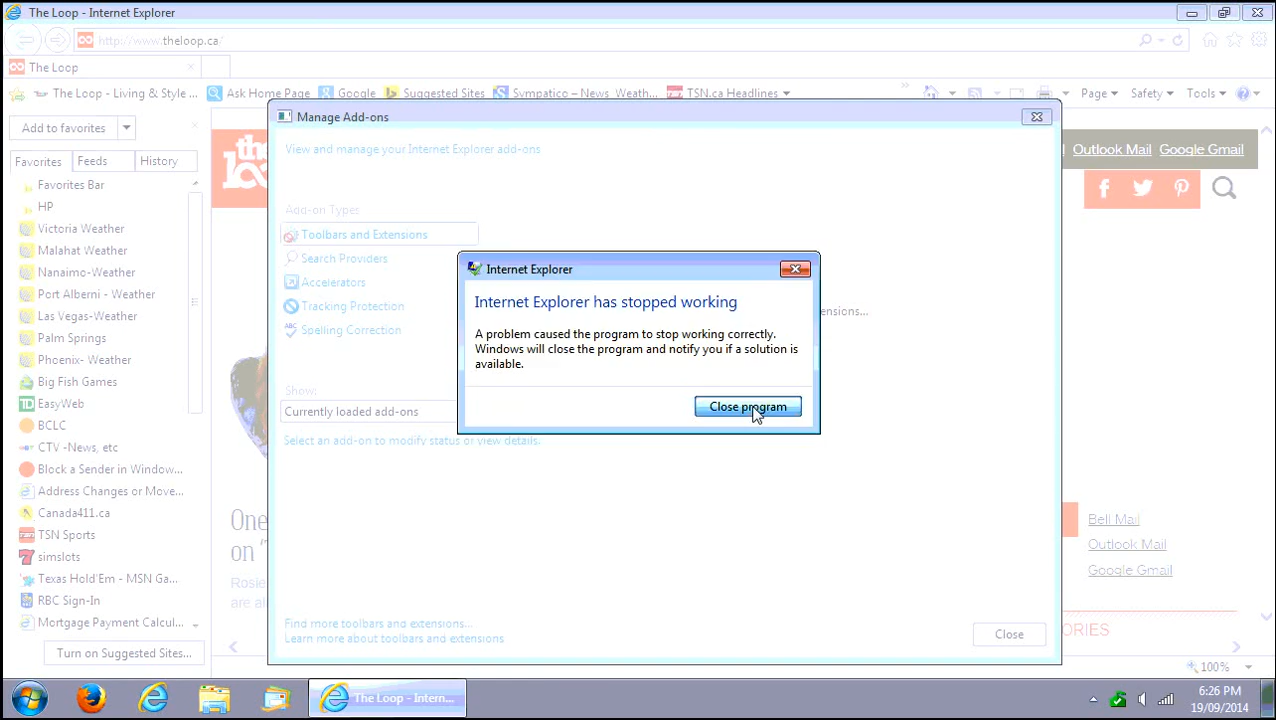 The Loop - Internet Explorer
http://www.theloop.ca/
The Loop
The Loop - Living & Style ...
Ask Home Page
Google
Suggested Sites
Sympatico – News, Weath...
TSN.ca Headlines
Page
Safety
Tools
Add to favorites
Favorites
Feeds
History
Favorites Bar
HP
Victoria Weather
Malahat Weather
Nanaimo-Weather
Port Alberni - Weather
Las Vegas-Weather
Palm Springs
Phoenix- Weather
Big Fish Games
EasyWeb
BCLC
CTV -News, etc
Block a Sender in Window...
Address Changes or Move...
Canada411.ca
TSN Sports
simslots
Texas Hold'Em - MSN Ga...
RBC Sign-In
Mortgage Payment Calcul...
Turn on Suggested Sites...
the
loo
Outlook Mail
Google Gmail
Manage Add-ons
View and manage your Internet Explorer add-ons
Add-on Types
Toolbars and Extensions
Search Providers
Accelerators
Tracking Protection
Spelling Correction
Show:
Currently loaded add-ons
Select an add-on to modify status or view details.
Find more toolbars and extensions...
Learn more about toolbars and extensions
Close
Internet Explorer
Internet Explorer has stopped working
A problem caused the program to stop working correctly.
Windows will close the program and notify you if a solution is
available.
Close program
One
on
Rosie
are al
Bell Mail
Outlook Mail
Google Gmail
ORIES
100%
The Loop - Intern...
6:26 PM
19/09/2014